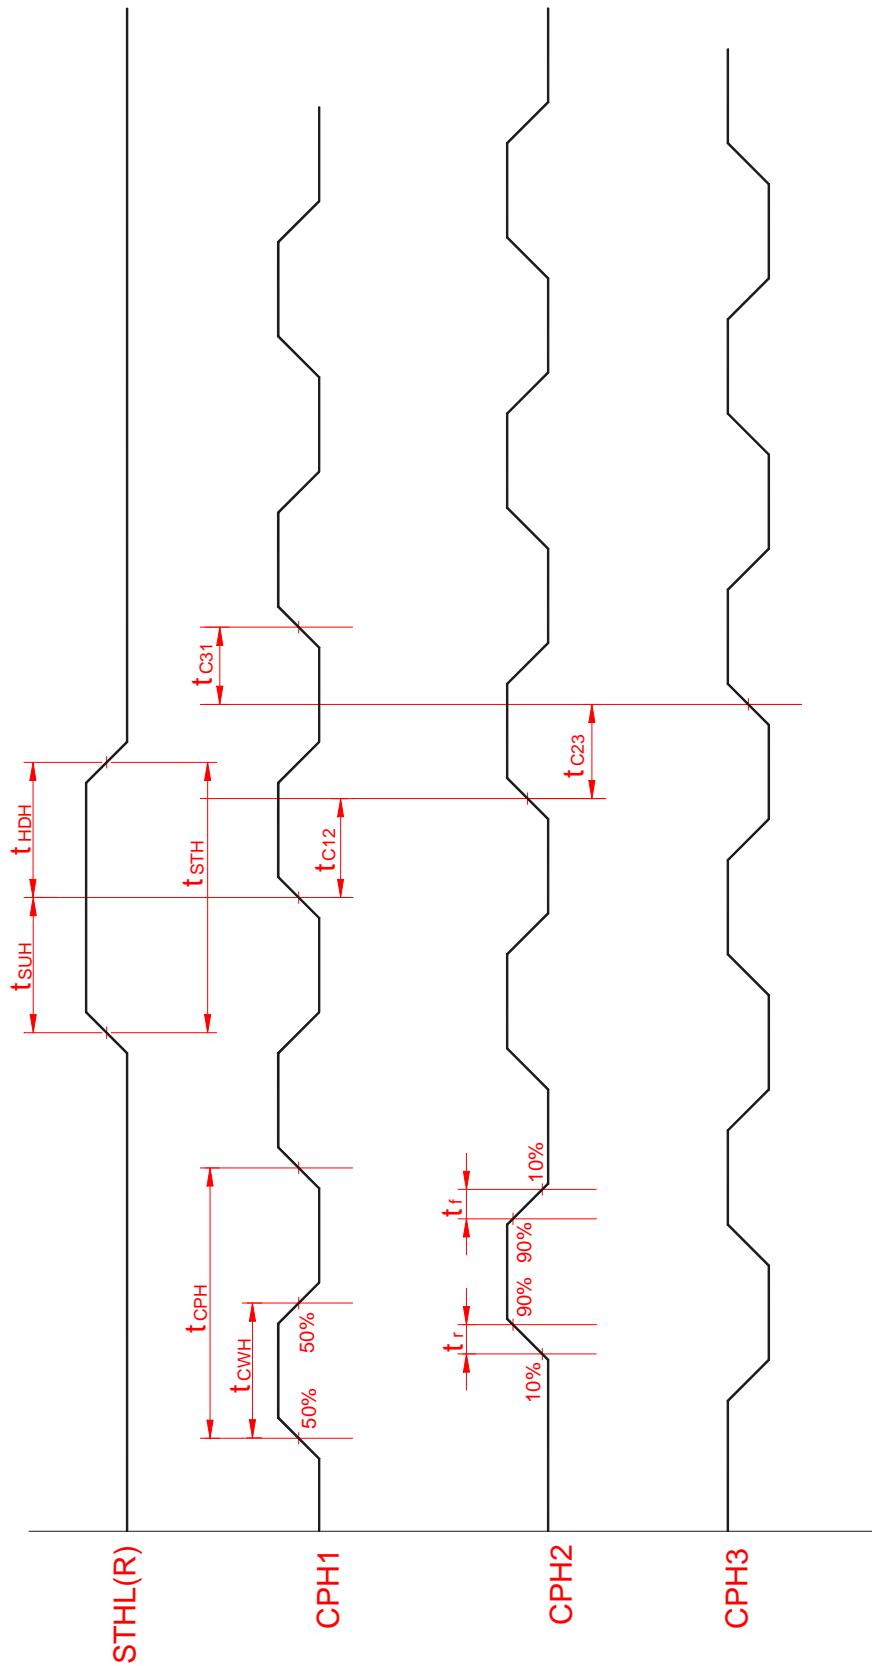 STHL(R)
tSUH
tHDH
tSTH
CPH1
tCPH
tCWH
50%
50%
tC12
tC31
CPH2
tr
10%
90%
tf
90%
10%
tC23
CPH3